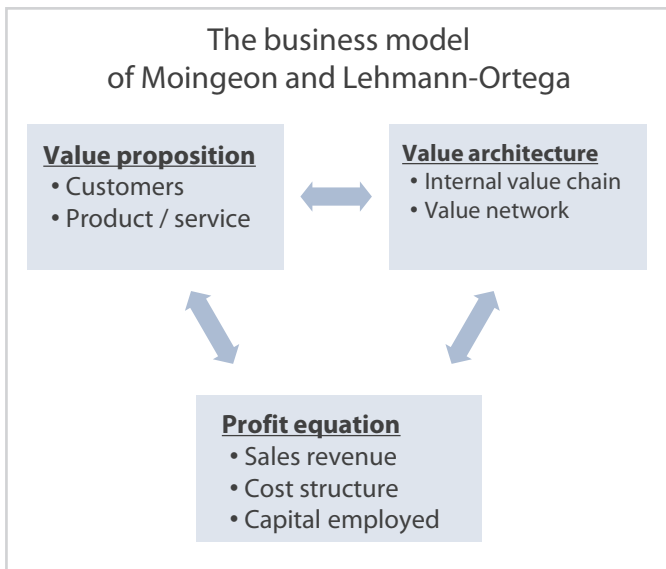 The business model
of Moingeon and Lehmann-Ortega
Value proposition
• Customers
• Product / service
Value architecture
• Internal value chain
• Value network
Profit equation
• Sales revenue
• Cost structure
• Capital employed